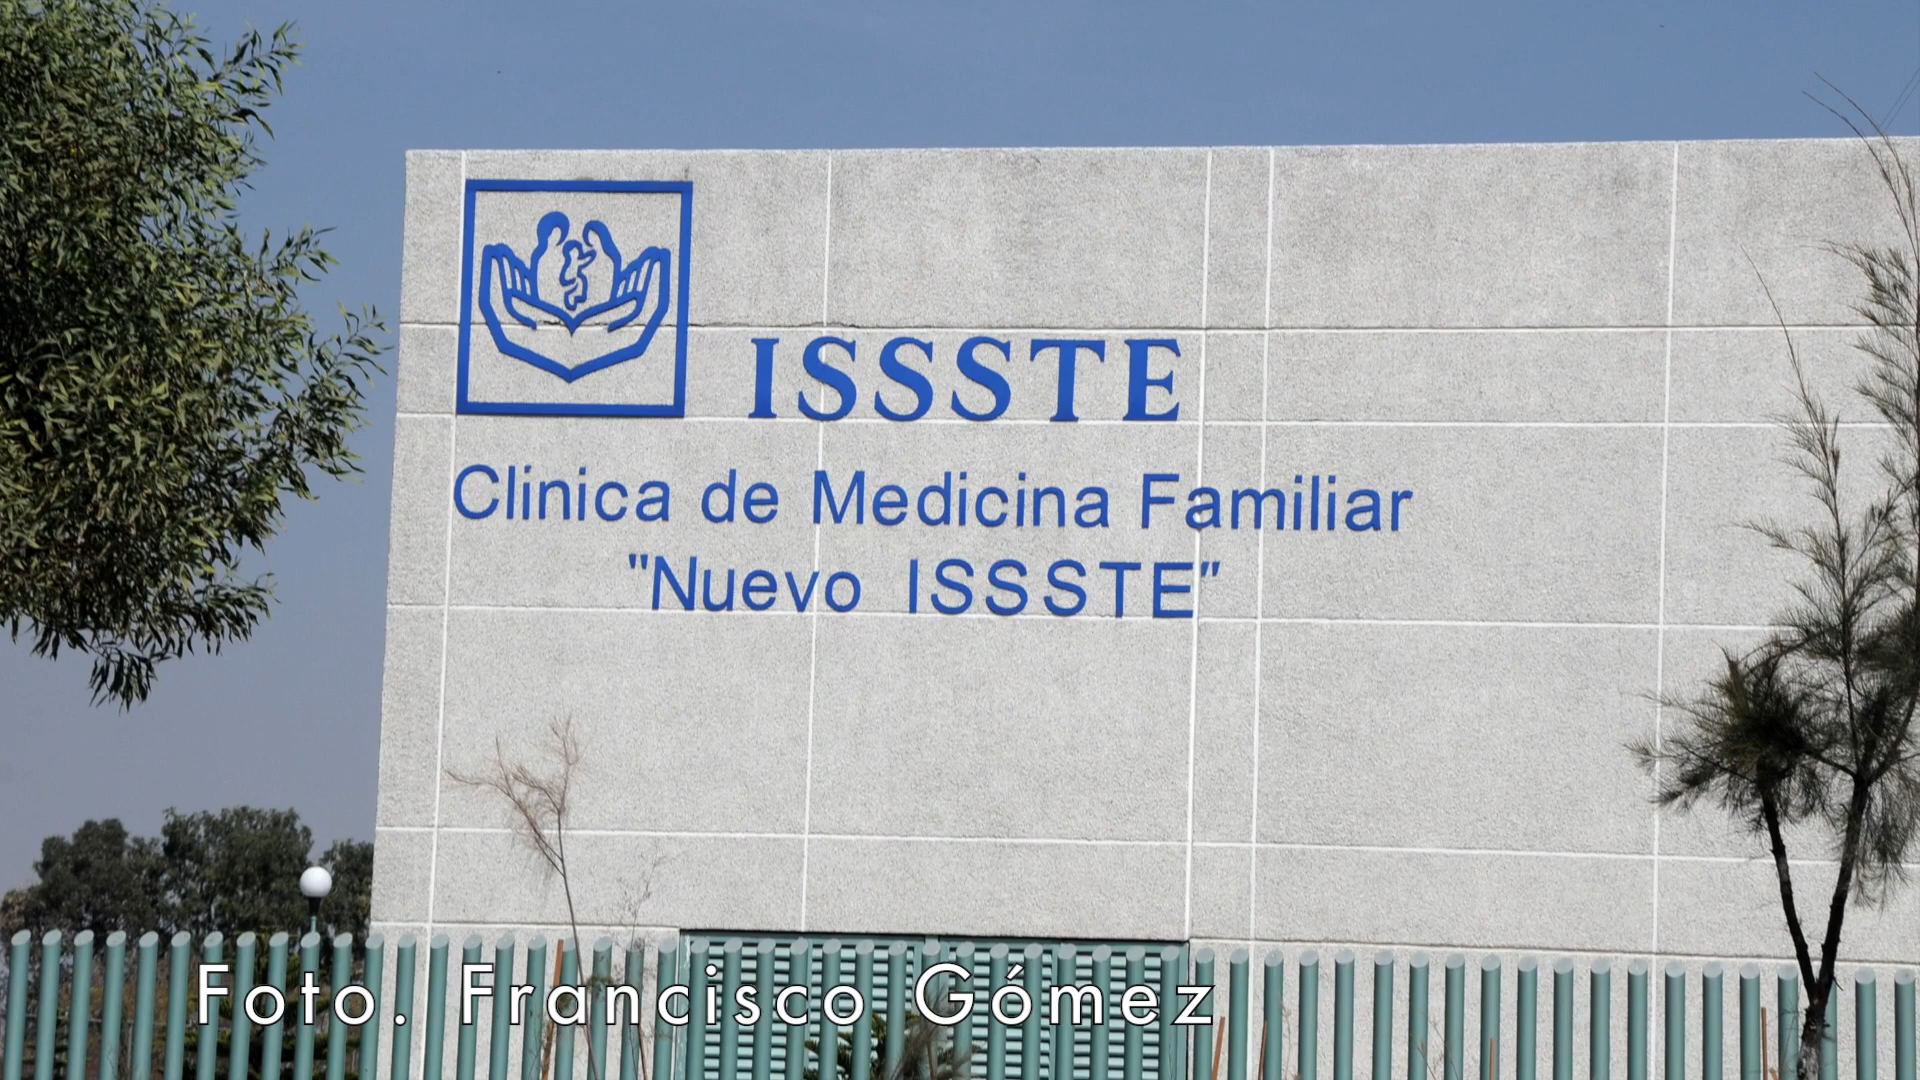 ISSSTE
Clinica de Medicina Familiar
"Nuevo ISSSTE"
Foto. Francisco Gómez